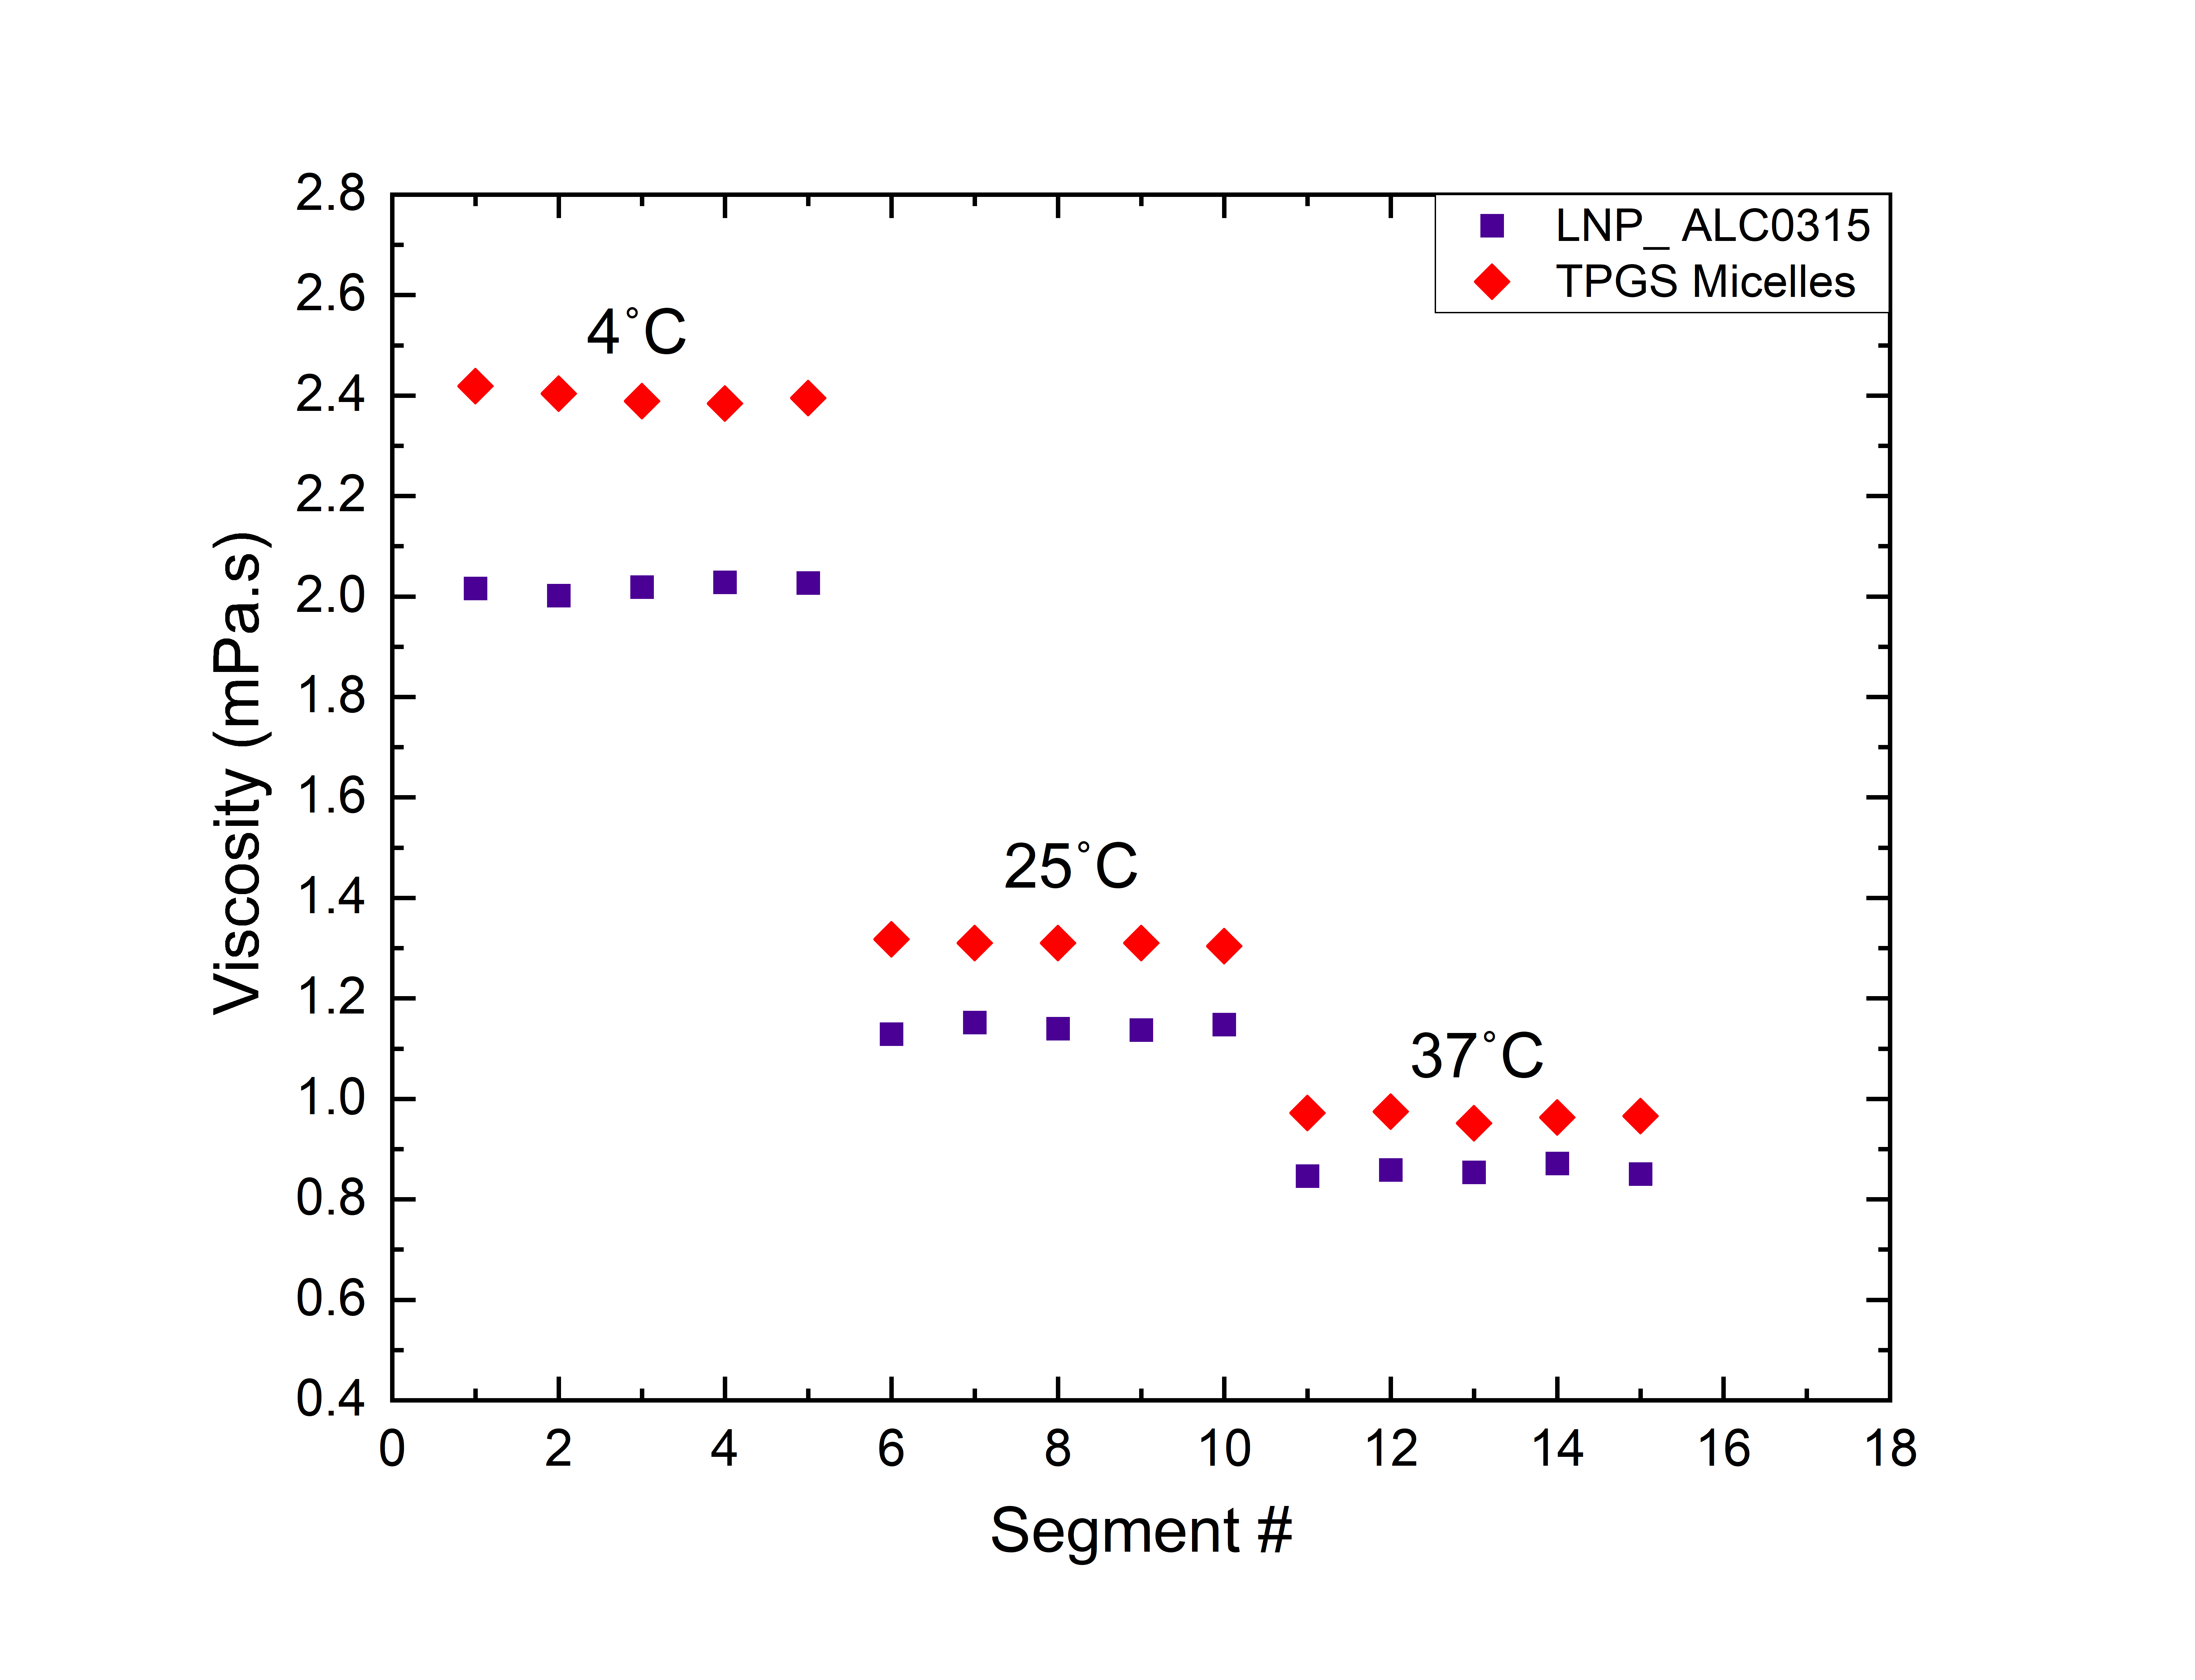 LNP_ ALC0315
TPGS Micelles
4°C
25°C
37°C
Viscosity (mPa.s)
2.8
2.6
2.4
2.2
2.0
1.8
1.6
1.4
1.2
1.0
0.8
0.6
0.4
0 2 4 6 8 10 12 14 16 18
Segment #